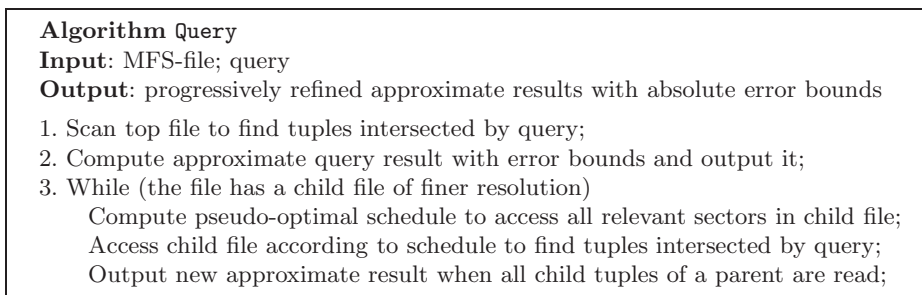 Algorithm Query
Input: MFS-file; query
Output: progressively refined approximate results with absolute error bounds
1. Scan top file to find tuples intersected by query;
2. Compute approximate query result with error bounds and output it;
3. While (the file has a child file of finer resolution)
Compute pseudo-optimal schedule to access all relevant sectors in child file;
Access child file according to schedule to find tuples intersected by query;
Output new approximate result when all child tuples of a parent are read;